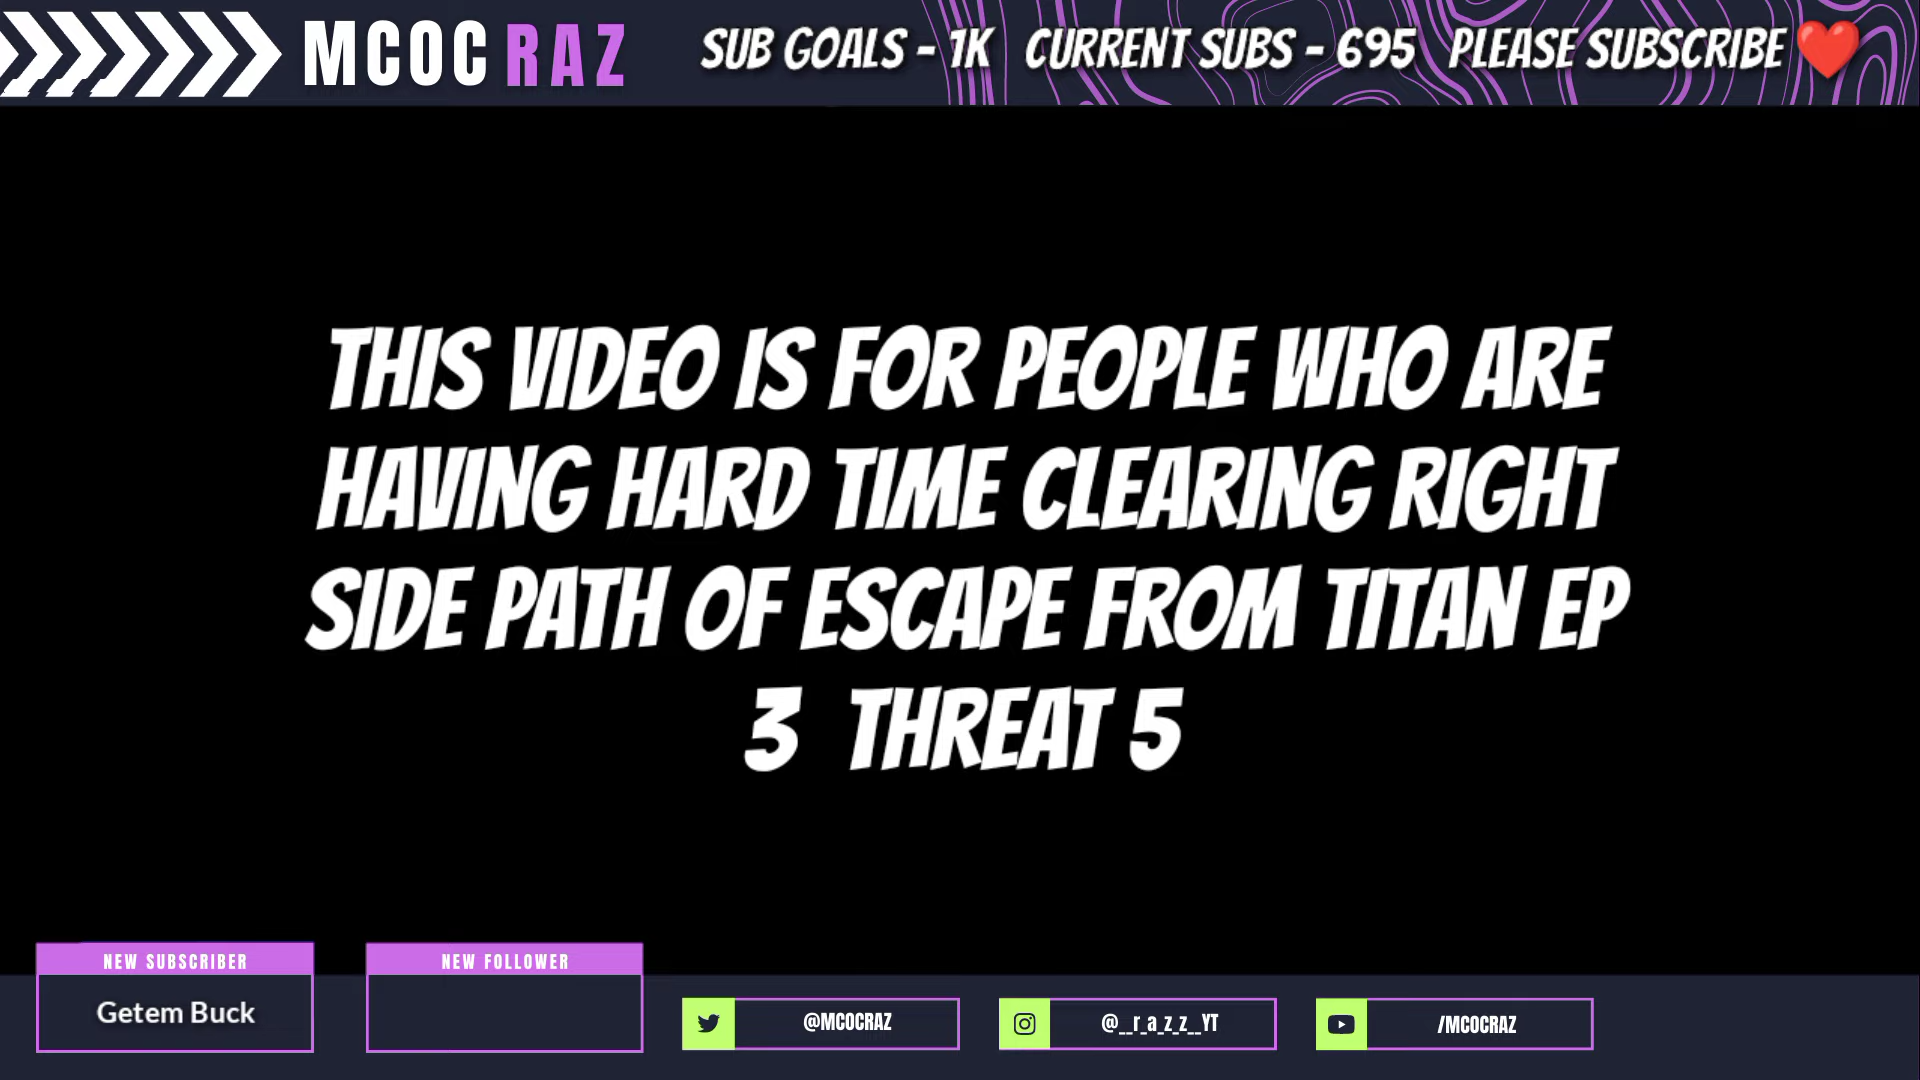 MCOC RAZ
SUB GOALS - 1K CURRENT SUBS - 695 PLEASE SUBSCRIBE ❤️
THIS VIDEO IS FOR PEOPLE WHO ARE
HAVING HARD TIME CLEARING RIGHT
SIDE PATH OF ESCAPE FROM TITAN EP
3 THREAT 5
NEW SUBSCRIBER
Getem Buck
NEW FOLLOWER
@MCOCRAZ
@__r_a_z_z__YT
/MCOCRAZ